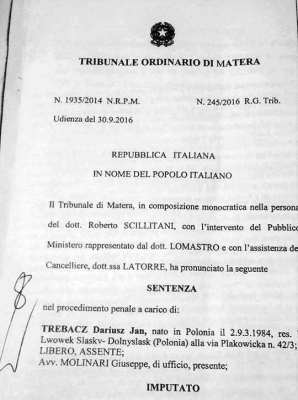 TRIBUNALE ORDINARIO DI MATERA
N. 1935/2014 N.R.P.M. N. 245/2016 R.G. Trib.
Udienza del 30.9.2016
REPUBBLICA ITALIANA
IN NOME DEL POPOLO ITALIANO
Il Tribunale di Matera, in composizione monocratica nella persona
del dott. Roberto SCILLITANI, con l'intervento del Pubblico
Ministero rappresentato dal dott. LOMASTRO e con l'assistenza de
Cancelliere, dott.ssa LATORRE, ha pronunciato la seguente
SENTENZA
nel procedimento penale a carico di:
TREBACZ Dariusz Jan, nato in Polonia il 2.9.3.1984, res.
Lwowek Slaskv- Dolnyslask (Polonia) alla via Plakowicka n. 42/3;
LIBERO, ASSENTE;
Avv. MOLINARI Giuseppe, di ufficio, presente;
IMPUTATO